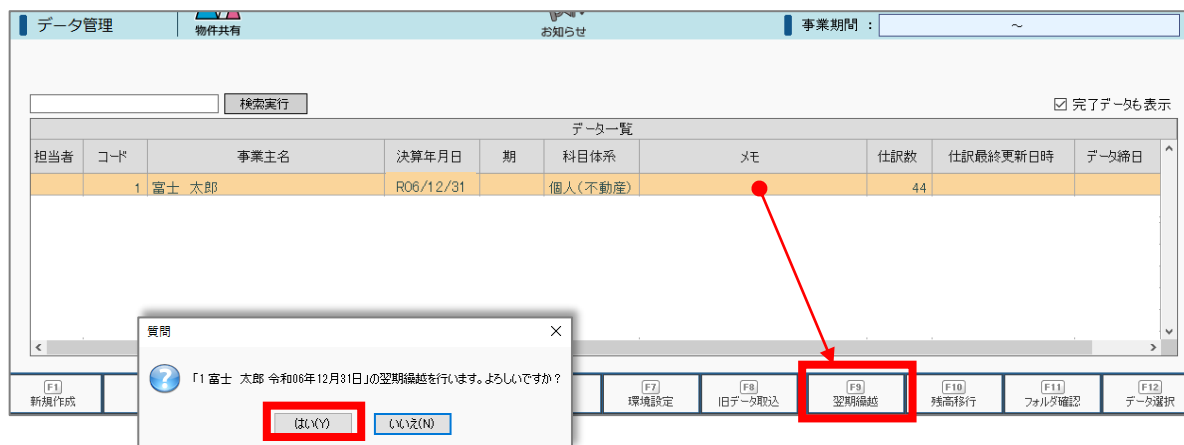 データ管理
物件共有
お知らせ
事業期間 : ～
検索実行
☑ 完了データも表示
データ一覧
担当者 コード 事業主名 決算年月日 期 科目体系 メモ 仕訳数 仕訳最終更新日時 データ締日
1 富士 太郎 R06/12/31 個人(不動産) 44
質問
「1 富士 太郎 令和06年12月31日」の翌期繰越を行います。よろしいですか？
はい(Y) いいえ(N)
F1 F7 F8 F9 F10 F11 F12
新規作成 環境設定 旧データ取込 翌期繰越 残高移行 フォルダ確認 データ選択